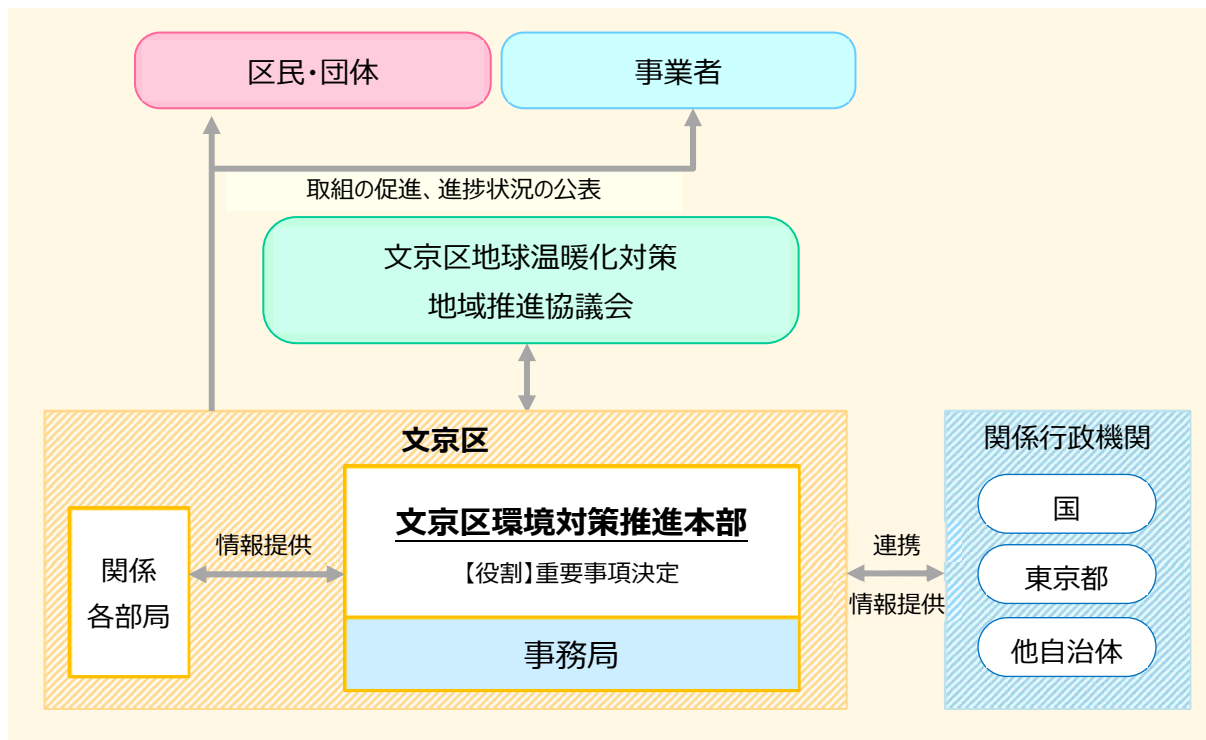 区民・団体
事業者
取組の促進、進捗状況の公表
文京区地球温暖化対策
地域推進協議会
文京区
関係行政機関
文京区環境対策推進本部
【役割】重要事項決定
事務局
関係
各部局
情報提供
連携
情報提供
国
東京都
他自治体